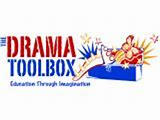 THE
DRAMA
TOOLBOX
Education Through Imagination